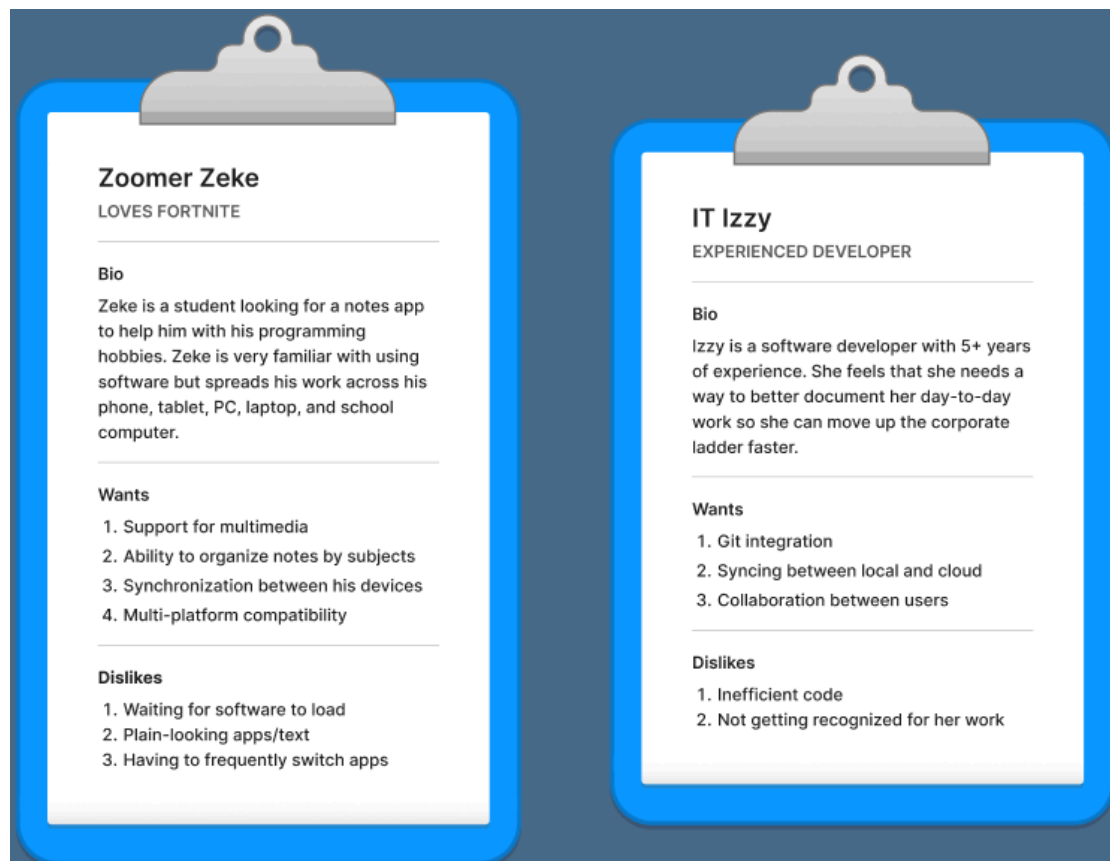 Zoomer Zeke
LOVES FORTNITE
Bio
Zeke is a student looking for a notes app
to help him with his programming
hobbies. Zeke is very familiar with using
software but spreads his work across his
phone, tablet, PC, laptop, and school
computer.
Wants
1. Support for multimedia
2. Ability to organize notes by subjects
3. Synchronization between his devices
4. Multi-platform compatibility
Dislikes
1. Waiting for software to load
2. Plain-looking apps/text
3. Having to frequently switch apps
IT Izzy
EXPERIENCED DEVELOPER
Bio
Izzy is a software developer with 5+ years
of experience. She feels that she needs a
way to better document her day-to-day
work so she can move up the corporate
ladder faster.
Wants
1. Git integration
2. Syncing between local and cloud
3. Collaboration between users
Dislikes
1. Inefficient code
2. Not getting recognized for her work